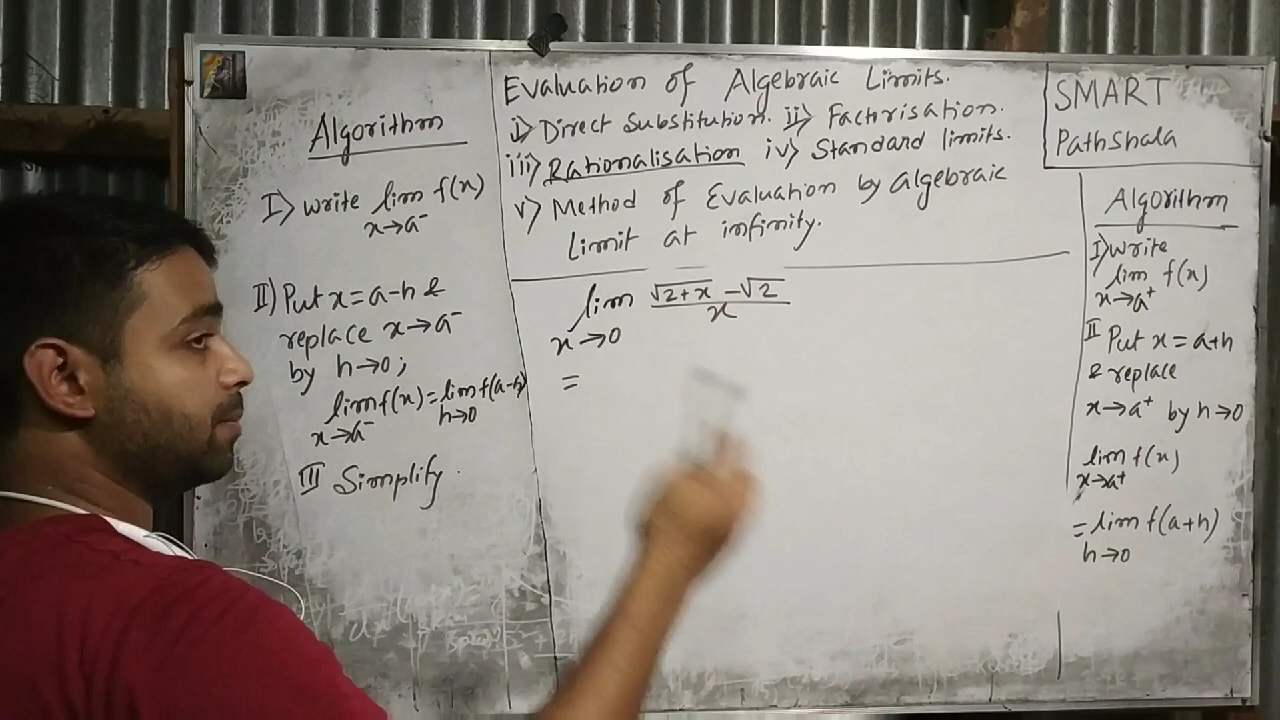 Algorithm
I> write lim f(x)
x→a⁻
II) Put x=a-h &
replace x→a⁻
by h→0;
lim f(x)=lim f(a-h)
x→a⁻ h→0
III Simplify.
Evaluation of Algebraic Limits.
i> Direct Substitution. ii> Factorisation.
iii> Rationalisation iv> Standard limits.
v> Method of Evaluation by algebraic
Limit at infinity.
lim (√2+x - √2)/x
x→0
=
SMART
Pathshala
Algorithm
I> Write
lim f(x)
x→a⁺
II Put x=a+h
& replace
x→a⁺ by h→0
lim f(x)
x→a⁺
=lim f(a+h)
h→0